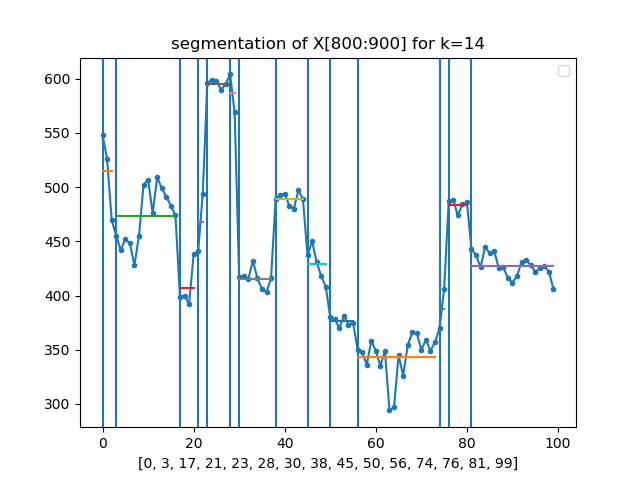 segmentation of X[800:900] for k=14
600
550
500
450
400
350
300
0 20 40 60 80 100
[0, 3, 17, 21, 23, 28, 30, 38, 45, 50, 56, 74, 76, 81, 99]